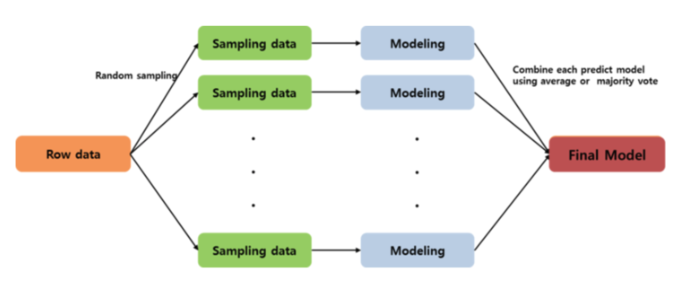 Sampling data
Modeling
Random sampling
Combine each predict model
using average or majority vote
Sampling data
Modeling
Row data
Final Model
Sampling data
Modeling